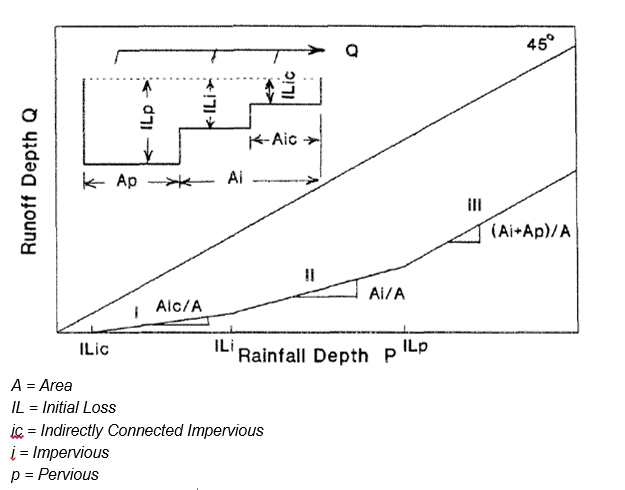 45°
Q
ILp
ILi
ILic
Aic
Ap
Ai
Runoff Depth Q
III
(Ai+Ap)/A
II
Ai/A
I
Aic/A
ILic
ILi
Rainfall Depth P
ILp
A = Area
IL = Initial Loss
ic = Indirectly Connected Impervious
i = Impervious
p = Pervious